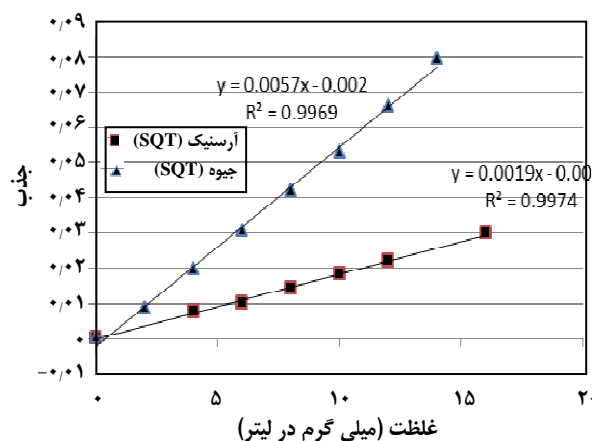 ۰٫۰۹
۰٫۰۸
۰٫۰۷
۰٫۰۶
۰٫۰۵
۰٫۰۴
۰٫۰۳
۰٫۰۲
۰٫۰۱
۰
-۰٫۰۱
جذب
y = 0.0057x - 0.002
R² = 0.9969
آرسنیک (SQT)
جیوه (SQT)
y = 0.0019x - 0.00
R² = 0.9974
۰ ۵ ۱۰ ۱۵ ۲۰
غلظت (میلی گرم در لیتر)